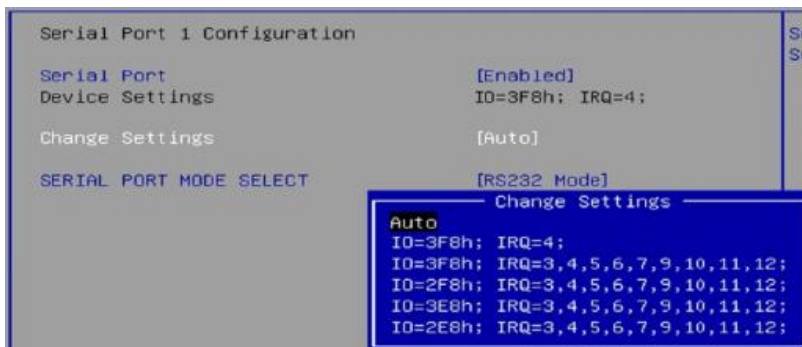 Serial Port 1 Configuration
Serial Port [Enabled]
Device Settings IO=3F8h; IRQ=4;
Change Settings [Auto]
SERIAL PORT MODE SELECT [RS232 Mode]
Change Settings
Auto
IO=3F8h; IRQ=4;
IO=3F8h; IRQ=3,4,5,6,7,9,10,11,12;
IO=2F8h; IRQ=3,4,5,6,7,9,10,11,12;
IO=3E8h; IRQ=3,4,5,6,7,9,10,11,12;
IO=2E8h; IRQ=3,4,5,6,7,9,10,11,12;